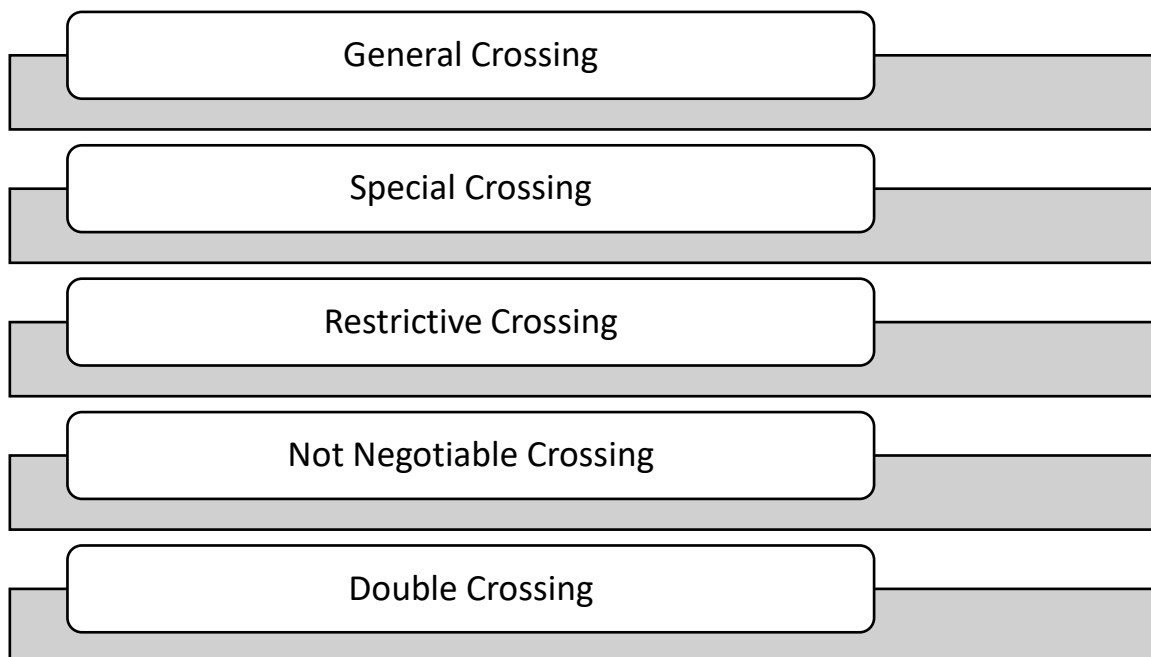 General Crossing
Special Crossing
Restrictive Crossing
Not Negotiable Crossing
Double Crossing